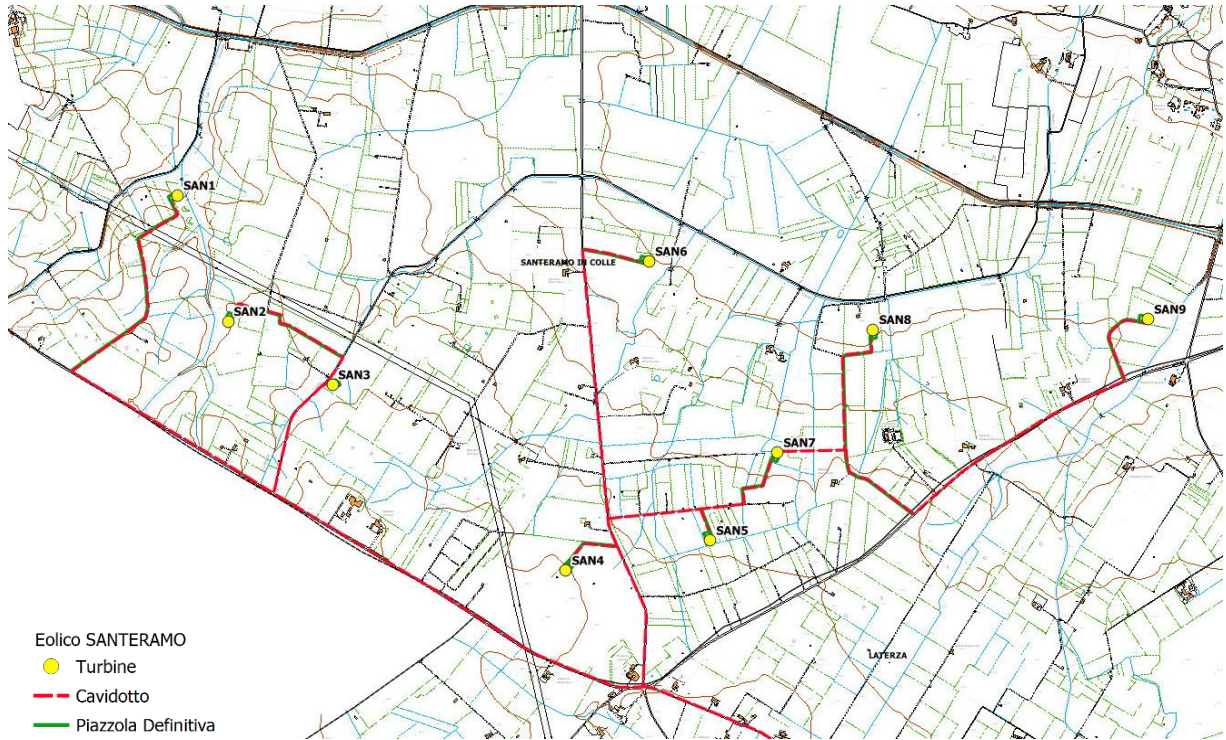 SAN1
SAN6
SANTERAMO IN COLLE
SAN2
SAN9
SAN8
SAN3
SAN7
SAN5
SAN4
Eolico SANTERAMO
Turbine
LATERZA
Cavidotto
Piazzola Definitiva